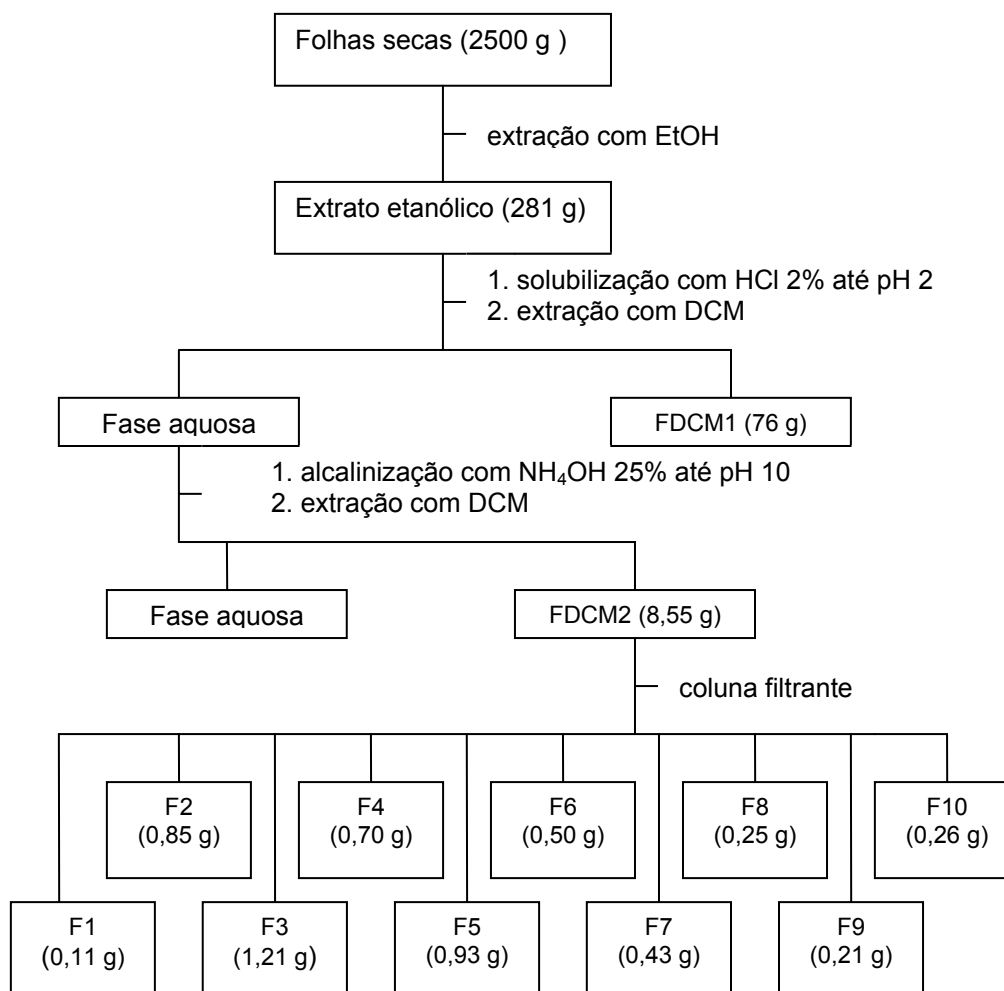 Folhas secas (2500 g )
extração com EtOH
Extrato etanólico (281 g)
1. solubilização com HCl 2% até pH 2
2. extração com DCM
Fase aquosa
FDCM1 (76 g)
1. alcalinização com NH₄OH 25% até pH 10
2. extração com DCM
Fase aquosa
FDCM2 (8,55 g)
coluna filtrante
F2
(0,85 g)
F4
(0,70 g)
F6
(0,50 g)
F8
(0,25 g)
F10
(0,26 g)
F1
(0,11 g)
F3
(1,21 g)
F5
(0,93 g)
F7
(0,43 g)
F9
(0,21 g)